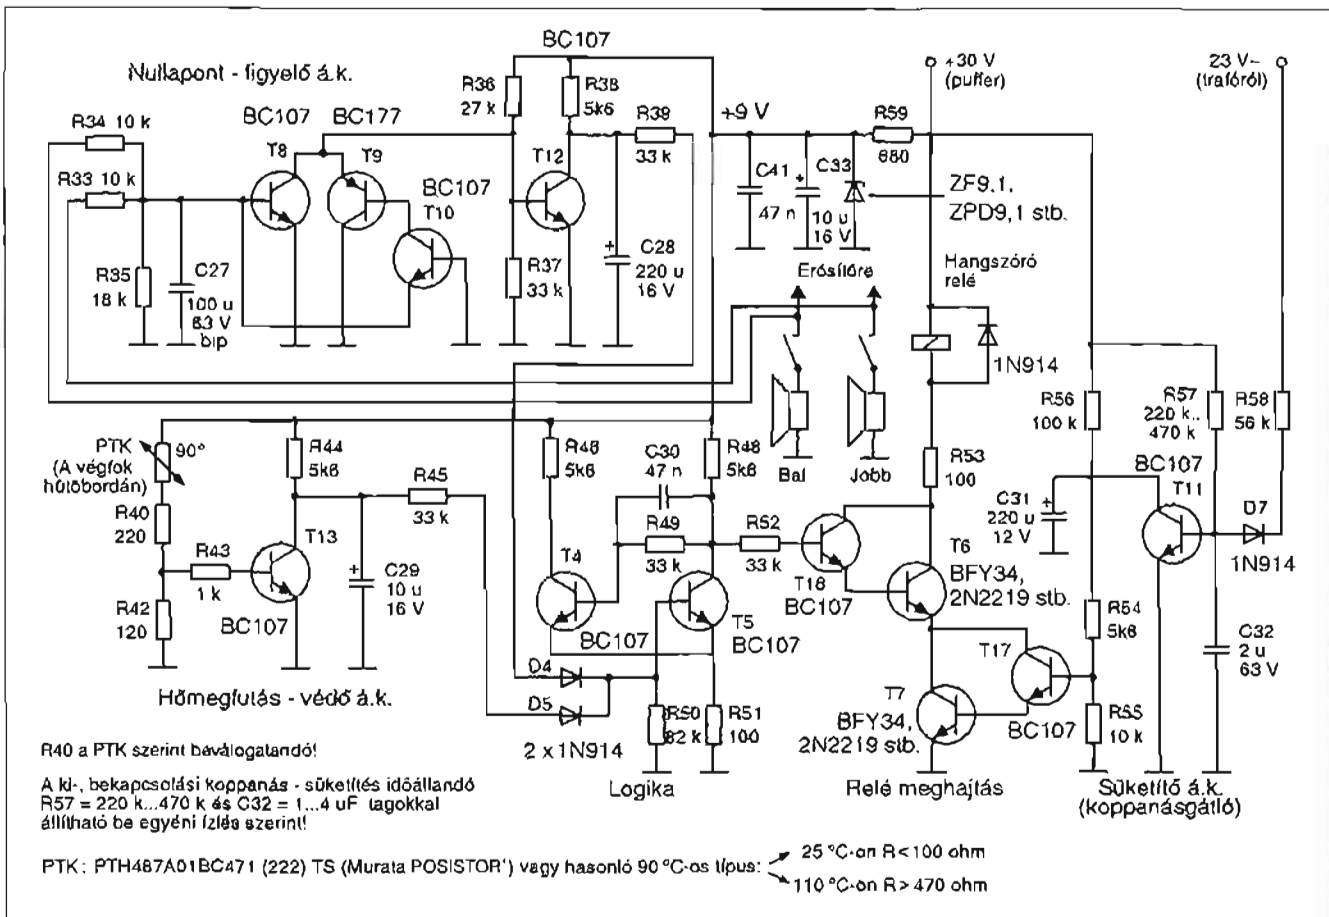 BC107
Nullapont - figyelő á.k.
R34 10 k
BC107
BC177
T8
T9
R33 10 k
BC107
T10
R35
18 k
C27
100 u
63 V
bip
R36
27 k
R38
5k6
R39
33 k
T12
R37
33 k
C28
220 u
16 V
+9 V
R59
680
C41
47 n
C33
10 u
16 V
ZF9.1,
ZPD9,1 stb.
+30 V
(puffer)
23 V~
(trafóról)
Erősítőre
Hangszóró
relé
1N914
Bal
Jobb
PTK
(A végfok
hűtőbordán)
90°
R40
220
R42
120
R43
1 k
R44
5k6
T13
BC107
R45
33 k
C29
10 u
16 V
Hőmegfutás - védő á.k.
R46
5k6
C30
47 n
R48
5k6
R49
33 k
T4
BC107
T5
BC107
D4
D5
2 x 1N914
R50
82 k
R51
100
Logika
R52
33 k
T18
BC107
R53
100
T6
BFY34,
2N2219 stb.
T17
BC107
T7
BFY34,
2N2219 stb.
Relé meghajtás
R56
100 k
R57
220 k..
470 k
R58
56 k
BC107
T11
C31
220 u
12 V
D7
1N914
R54
5k6
R55
10 k
C32
2 u
63 V
Süketítő á.k.
(koppanásgátló)
R40 a PTK szerint beválogatandó!
A ki-, bekapcsolási koppanás - süketítés időállandó
R57 = 220 k...470 k és C32 = 1...4 uF tagokkal
állítható be egyéni ízlés szerint!
PTK: PTH487A01BC471 (222) TS (Murata POSISTOR') vagy hasonló 90 °C-os típus:
25 °C-on R<100 ohm
110 °C-on R> 470 ohm